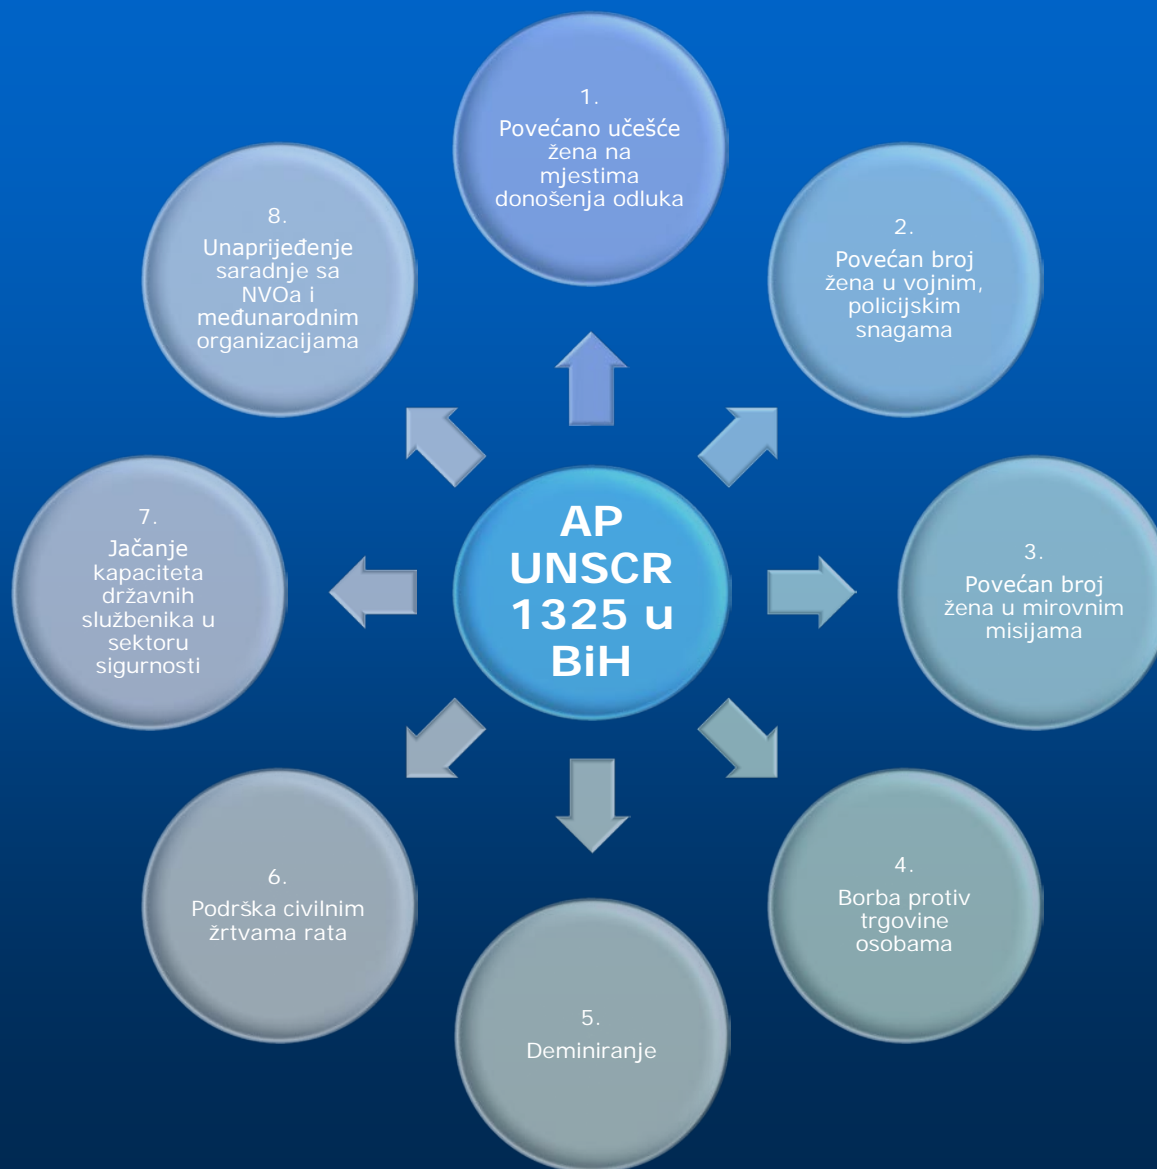 1.
Povećano učešće
žena na
mjestima
donošenja odluka
2.
Povećan broj
žena u vojnim,
policijskim
snagama
3.
Povećan broj
žena u mirovnim
misijama
4.
Borba protiv
trgovine
osobama
5.
Deminiranje
6.
Podrška civilnim
žrtvama rata
7.
Jačanje
kapaciteta
državnih
službenika u
sektoru
sigurnosti
8.
Unaprijeđenje
saradnje sa
NVOa i
međunarodnim
organizacijama
AP
UNSCR
1325 u
BiH